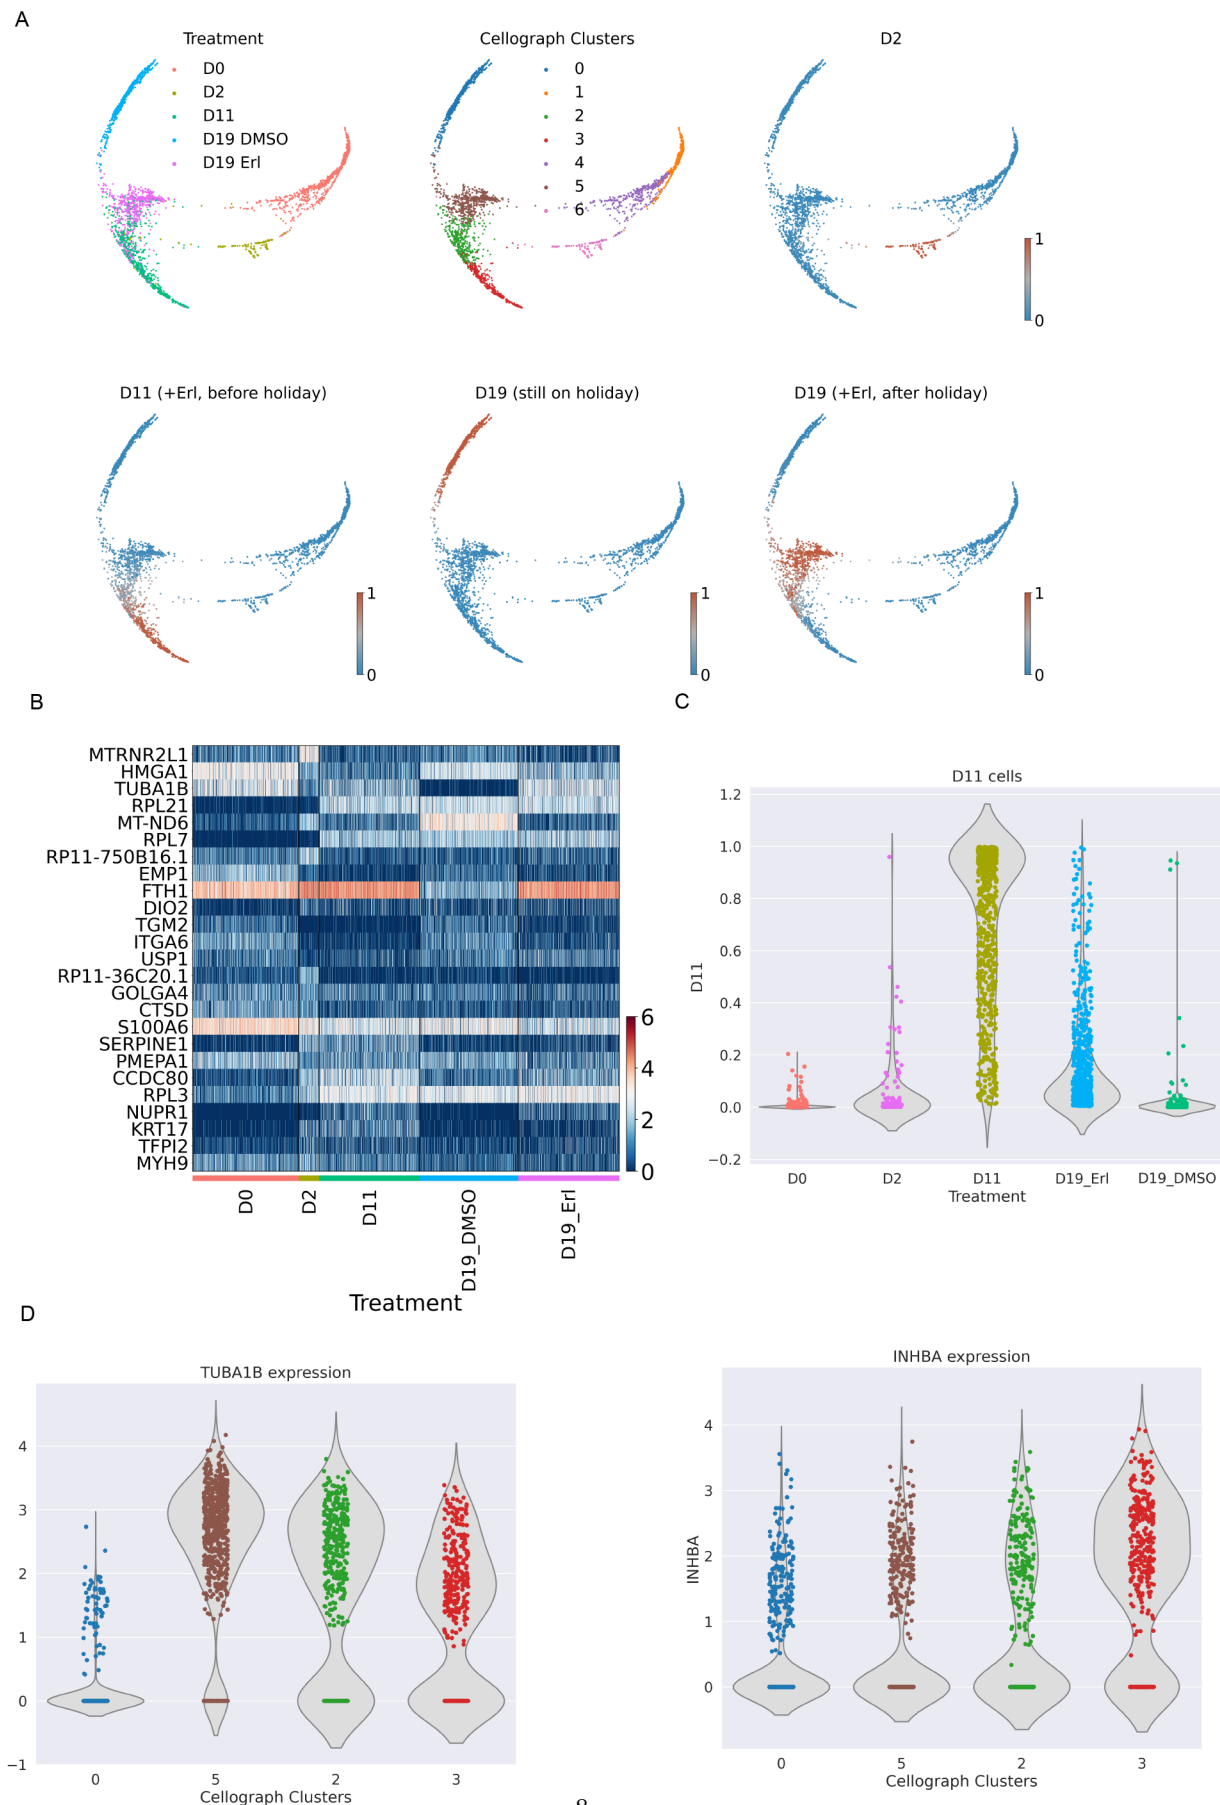 A
Treatment
D0
D2
D11
D19 DMSO
D19 Erl
Cellograph Clusters
0
1
2
3
4
5
6
D2
1
0
D11 (+Erl, before holiday)
1
0
D19 (still on holiday)
1
0
D19 (+Erl, after holiday)
1
0
B
MTRNR2L1
HMGA1
TUBA1B
RPL21
MT-ND6
RPL7
RP11-750B16.1
EMP1
FTH1
DIO2
TGM2
ITGA6
USP1
RP11-36C20.1
GOLGA4
CTSD
S100A6
SERPINE1
PMEPA1
CCDC80
RPL3
NUPR1
KRT17
TFPI2
MYH9
6
4
2
0
D0
D2
D11
D19_DMSO
D19_Erl
Treatment
C
D11 cells
1.2
1.0
0.8
0.6
0.4
0.2
0.0
−0.2
D11
D0
D2
D11
D19_Erl
D19_DMSO
Treatment
D
TUBA1B expression
4
3
2
1
0
−1
0
5
2
3
Cellograph Clusters
INHBA expression
4
3
2
1
0
INHBA
0
5
2
3
Cellograph Clusters